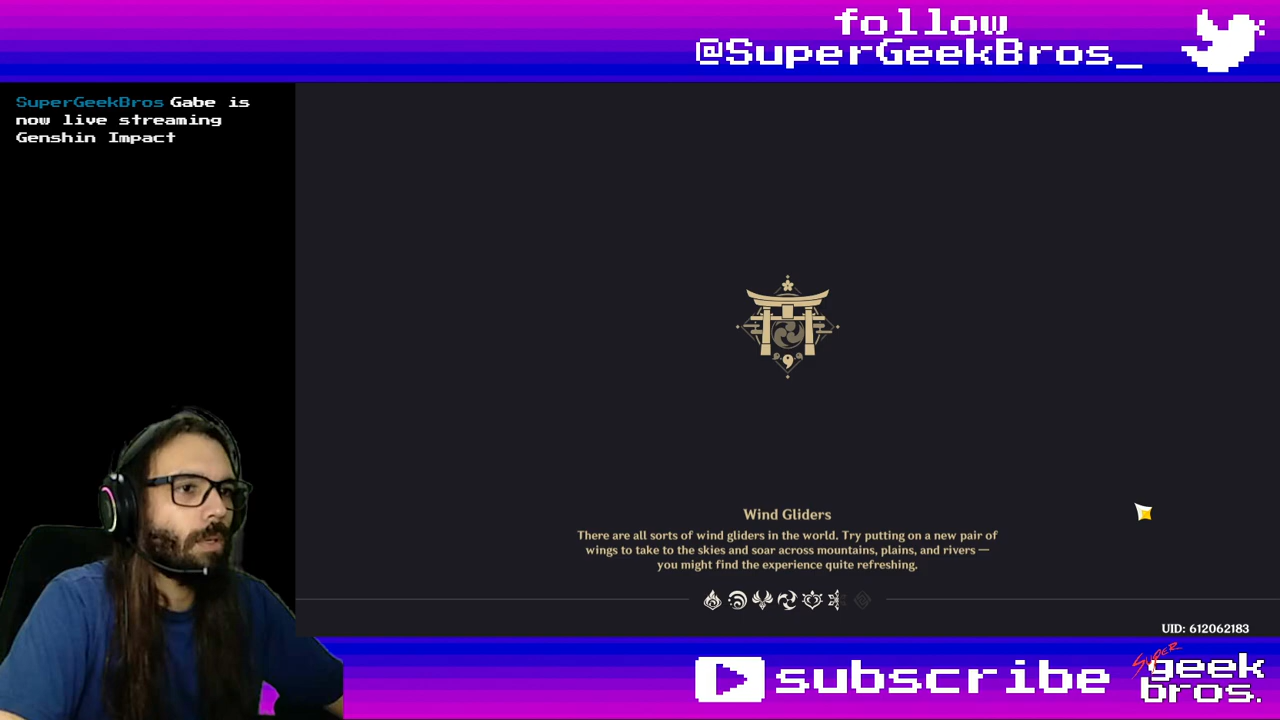 follow
@SuperGeekBros_
SuperGeekBros Gabe is
now live streaming
Genshin Impact
Wind Gliders
There are all sorts of wind gliders in the world. Try putting on a new pair of
wings to take to the skies and soar across mountains, plains, and rivers —
you might find the experience quite refreshing.
UID: 612062183
subscribe
SUPER
geek
bros.